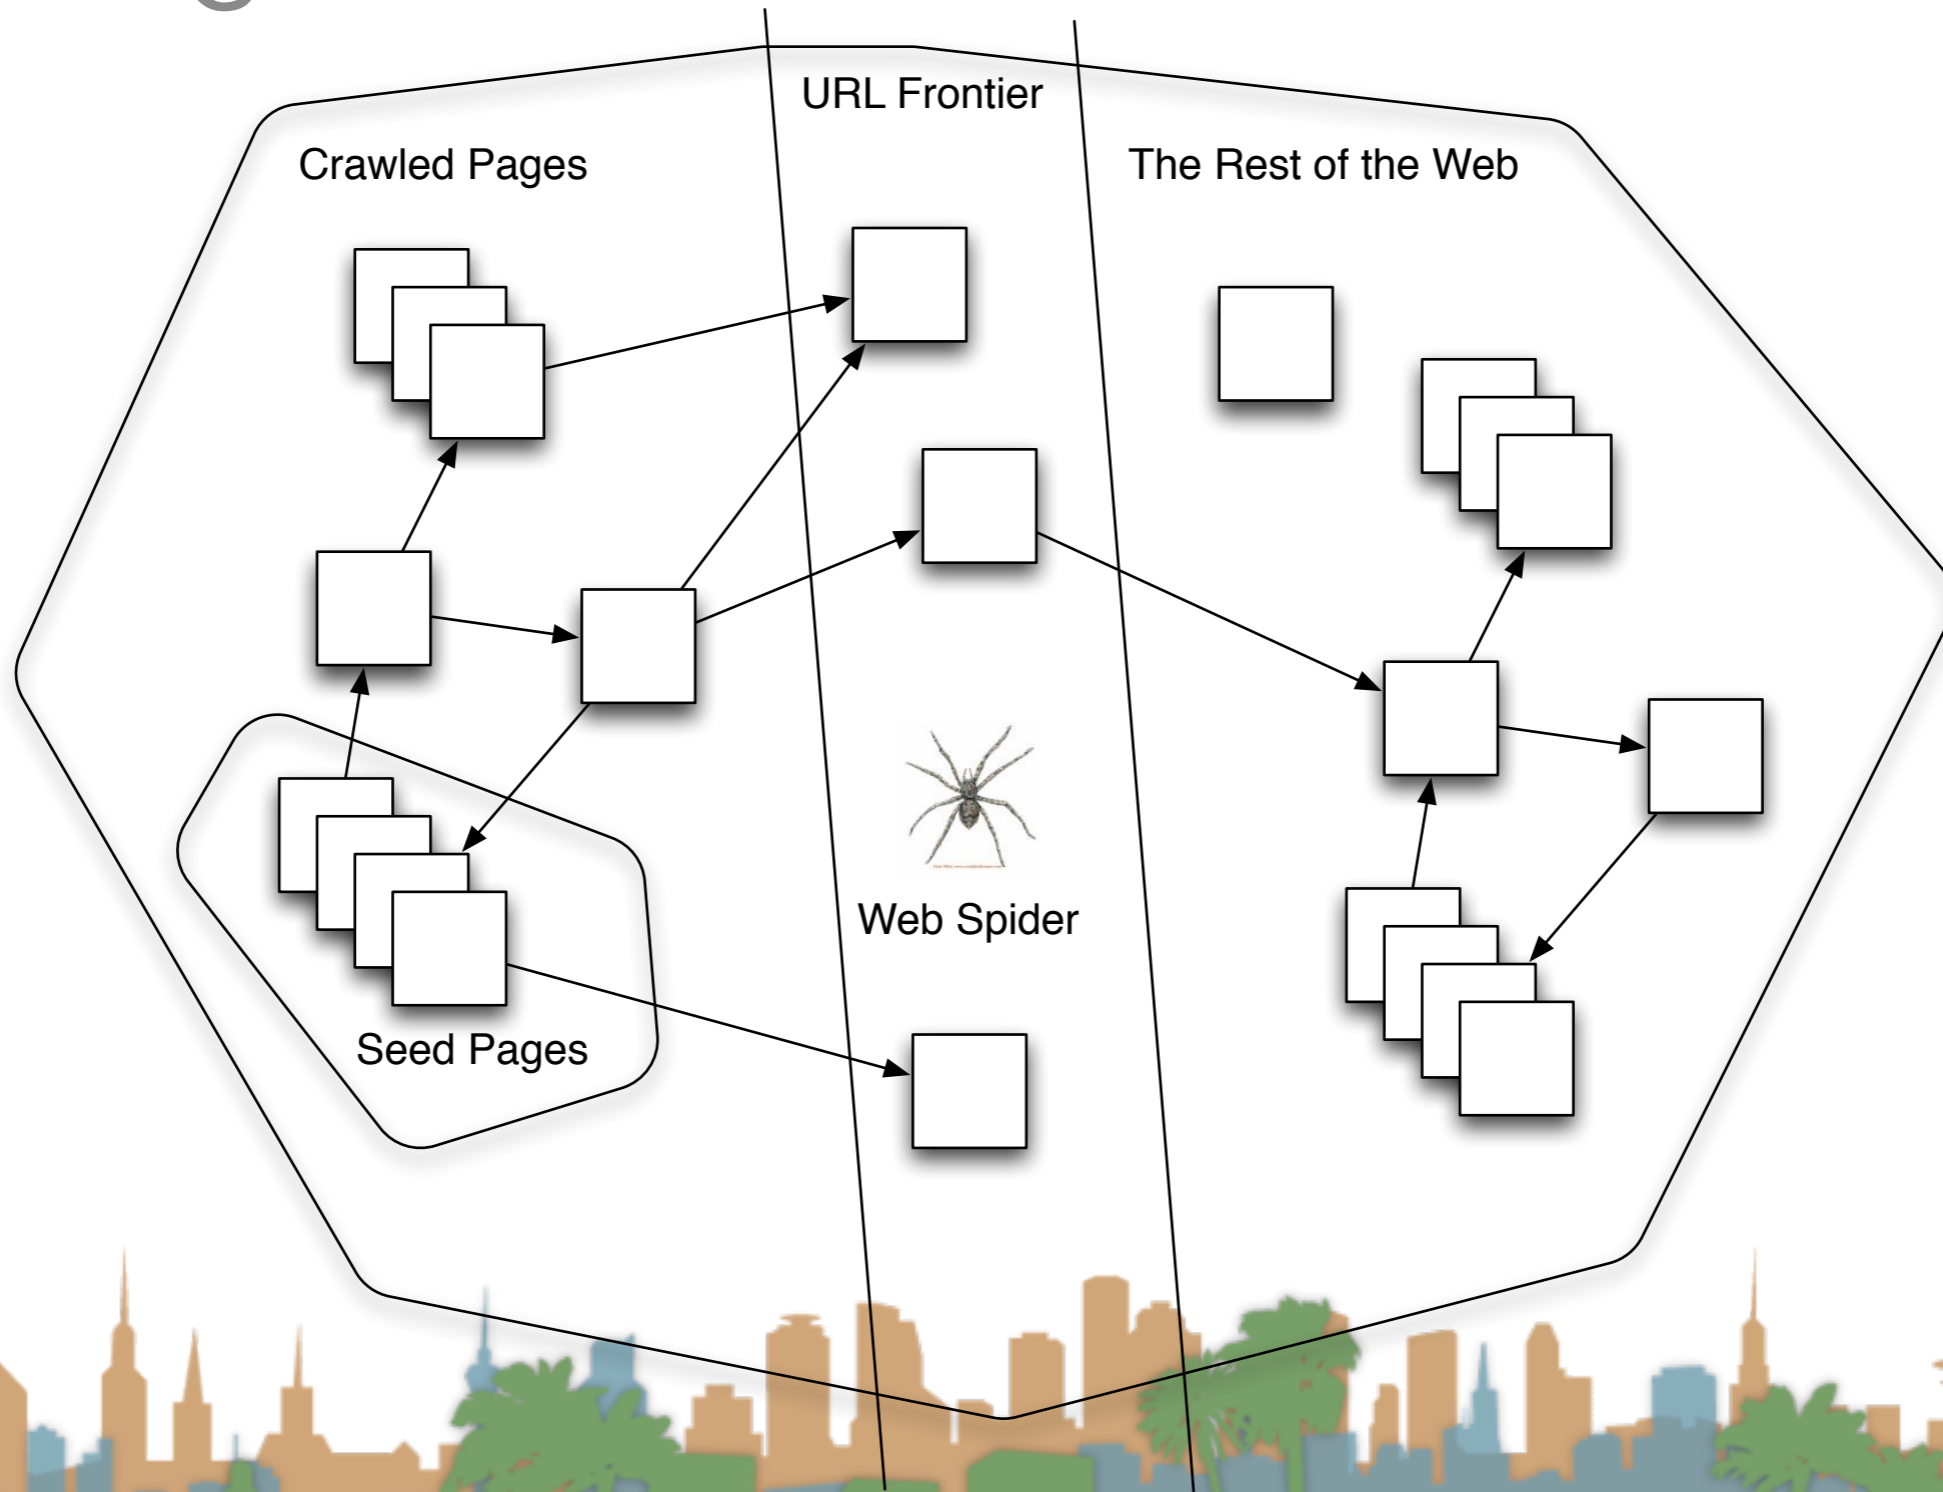 URL Frontier
Crawled Pages
The Rest of the Web
Web Spider
Seed Pages